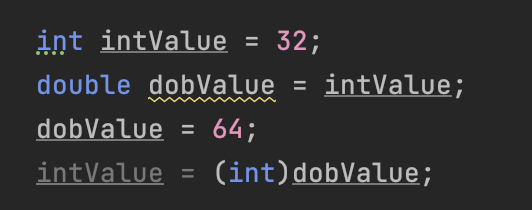 int intValue = 32;
double dobValue = intValue;
dobValue = 64;
intValue = (int)dobValue;